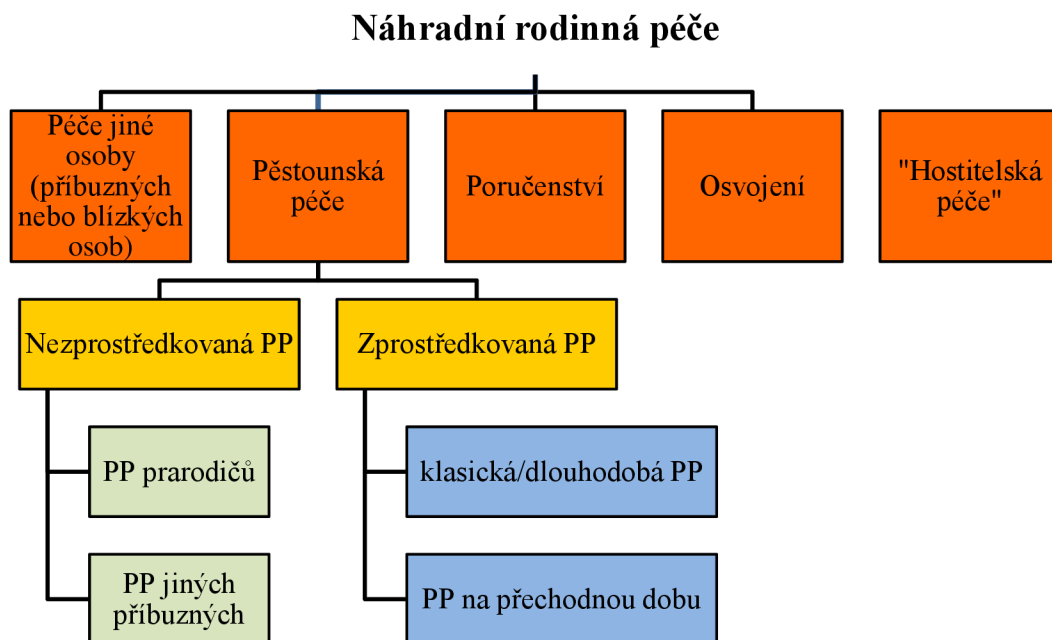 Náhradní rodinná péče
Péče jiné
osoby
(příbuzných
nebo blízkých
osob)
Pěstounská
péče
Poručenství
Osvojení
"Hostitelská
péče"
Nezprostředkovaná PP
Zprostředkovaná PP
PP prarodičů
klasická/dlouhodobá PP
PP jiných
příbuzných
PP na přechodnou dobu